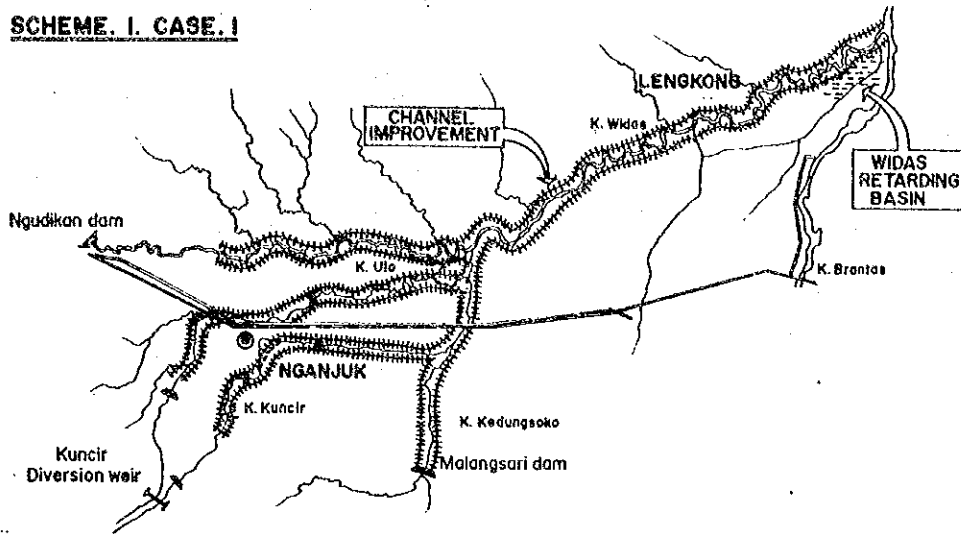 SCHEME. I. CASE. I
LENGKONG
CHANNEL
IMPROVEMENT
K. Widas
WIDAS
RETARDING
BASIN
Ngudikan dam
K. Ulo
K. Brantas
NGANJUK
K. Kuncir
K. Kedungsoko
Kuncir
Diversion weir
Malangsari dam